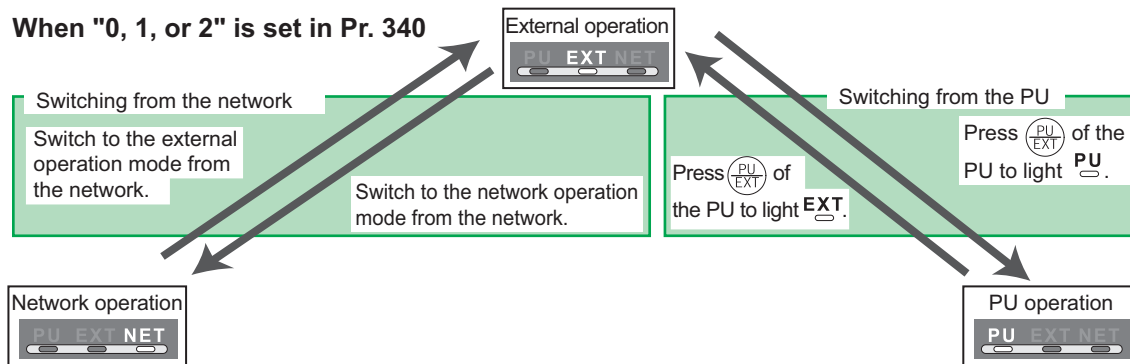 When "0, 1, or 2" is set in Pr. 340
External operation
PU EXT NET
Switching from the network
Switch to the external
operation mode from
the network.
Switch to the network operation
mode from the network.
Switching from the PU
Press PU/EXT of the
PU to light PU.
Press PU/EXT of
the PU to light EXT.
Network operation
PU EXT NET
PU operation
PU EXT NET